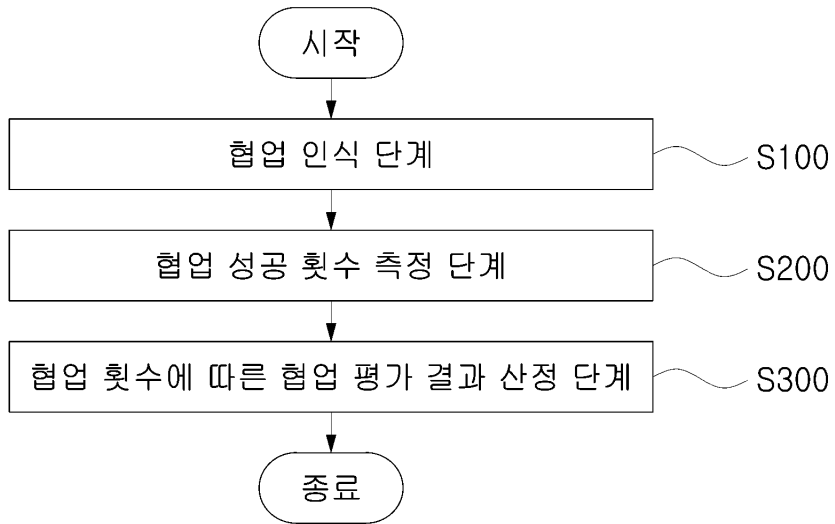 시작
협업 인식 단계
S100
협업 성공 횟수 측정 단계
S200
협업 횟수에 따른 협업 평가 결과 산정 단계
S300
종료